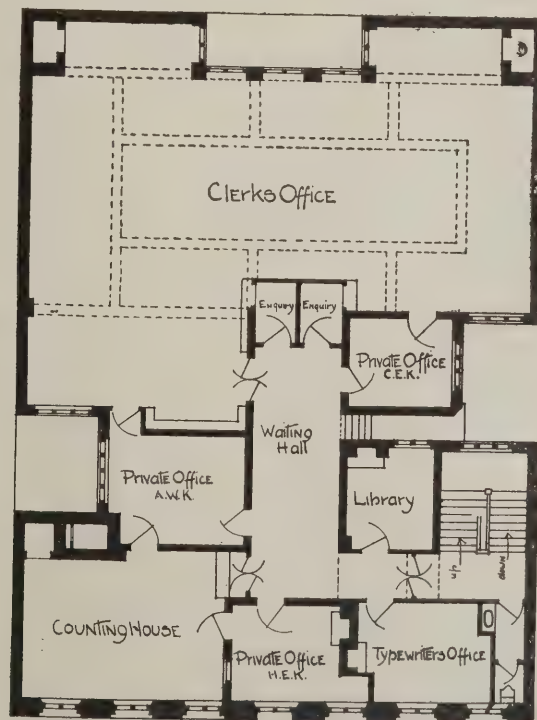 Clerks Office
Enquiry
Enquiry
Private Office
C.E.K.
Waiting
Hall
Private Office
A.W.K.
Library
up
down
Counting House
Private Office
H.E.K.
Typewriters Office